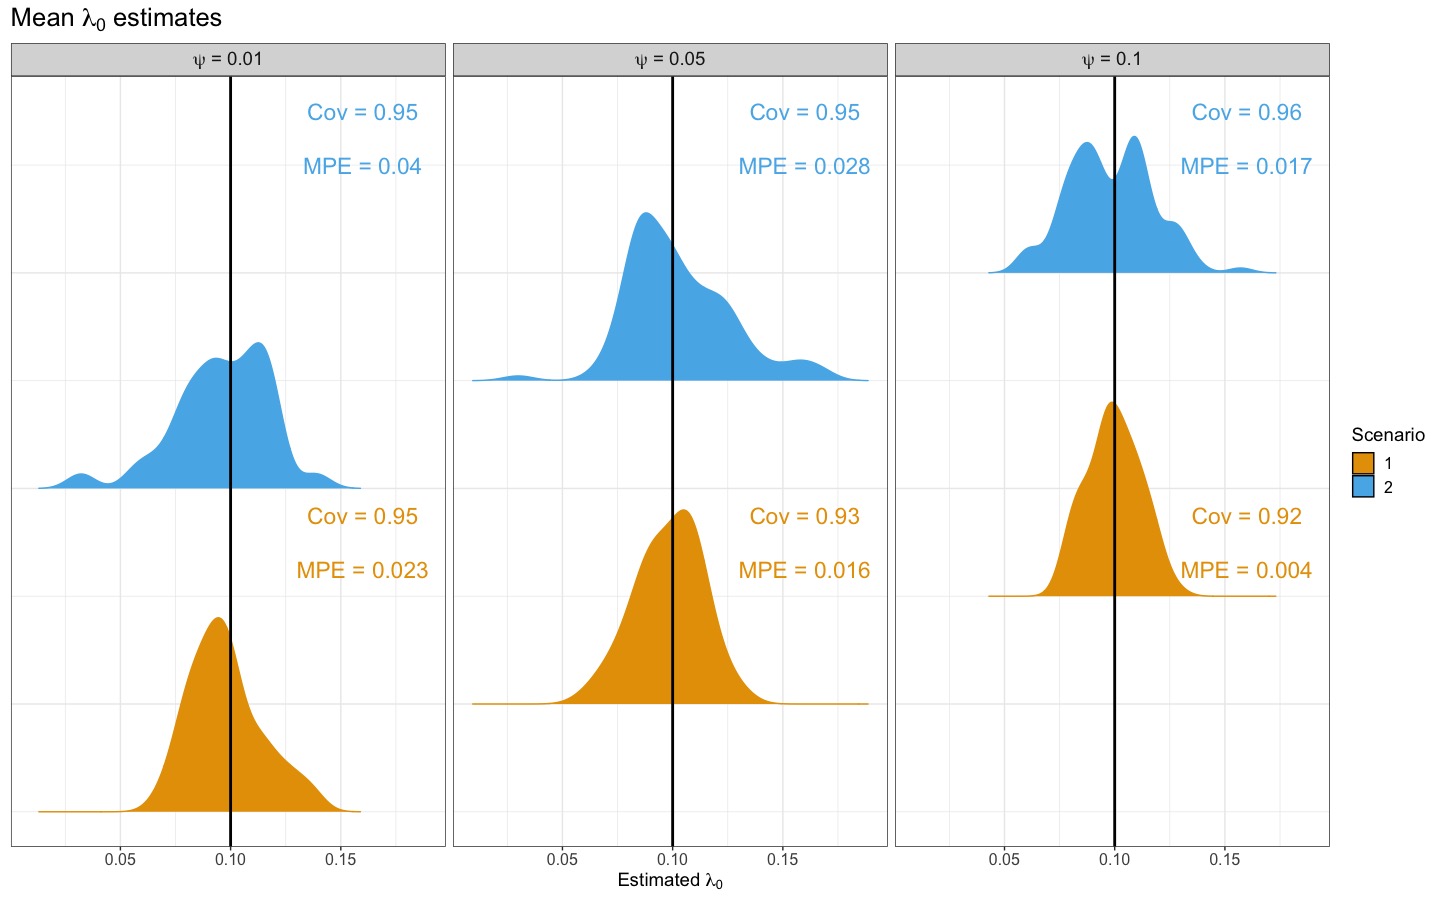 Mean λ₀ estimates
ψ = 0.01
Cov = 0.95
MPE = 0.04
Cov = 0.95
MPE = 0.023
0.05 0.10 0.15
ψ = 0.05
Cov = 0.95
MPE = 0.028
Cov = 0.93
MPE = 0.016
0.05 0.10 0.15
ψ = 0.1
Cov = 0.96
MPE = 0.017
Cov = 0.92
MPE = 0.004
0.05 0.10 0.15
Estimated λ₀
Scenario
1
2